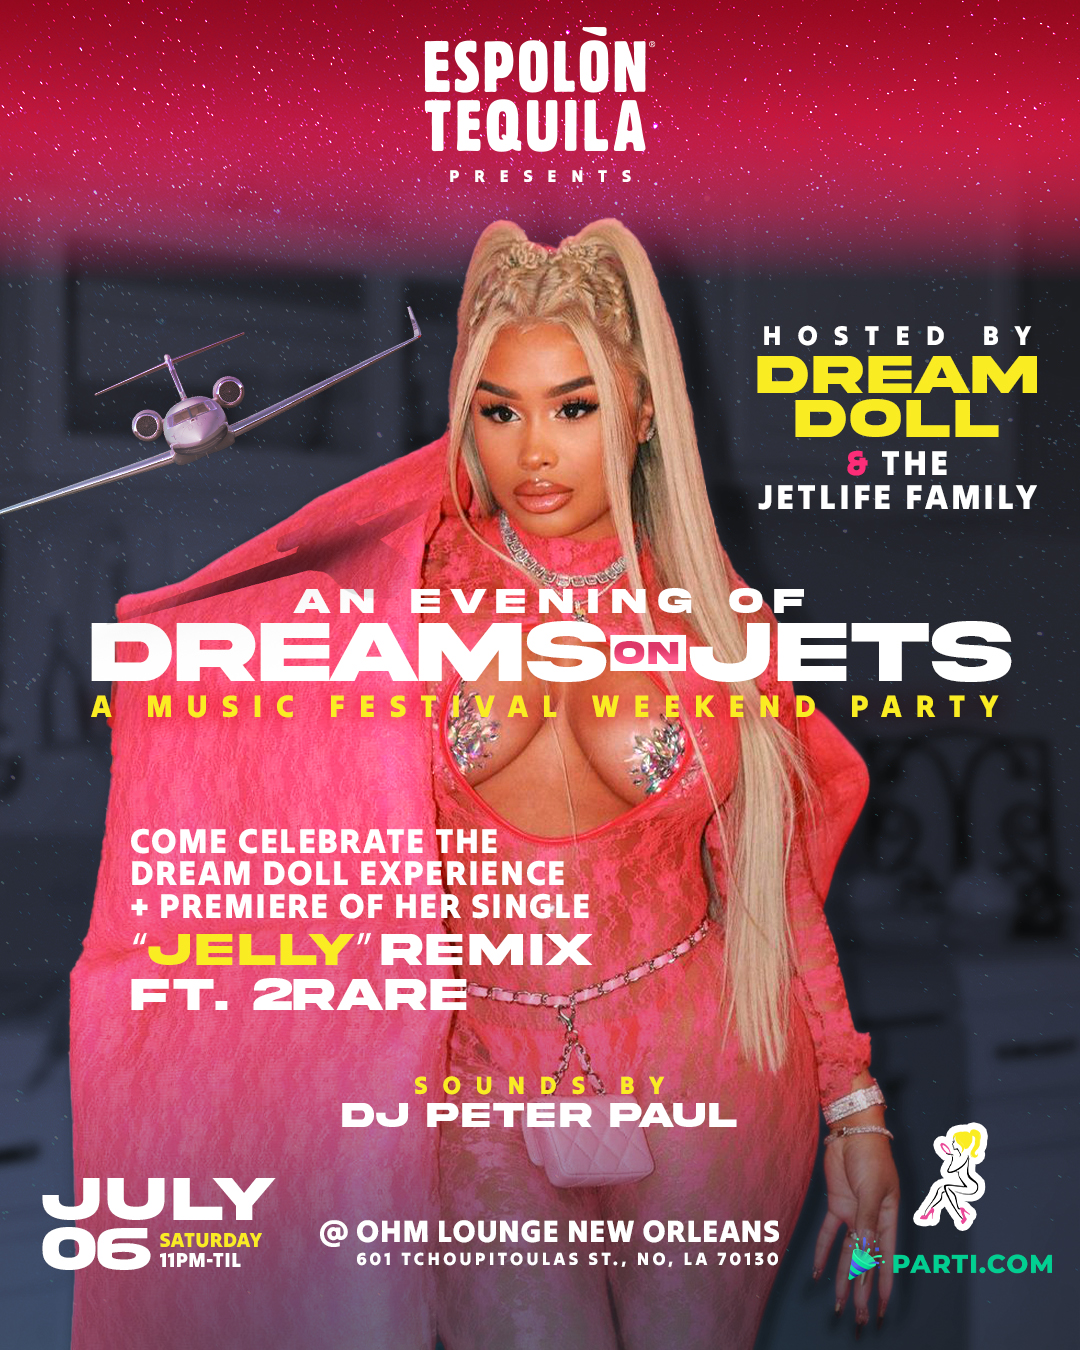 ESPOLÒN®
TEQUILA
PRESENTS
HOSTED BY
DREAM
DOLL
& THE
JETLIFE FAMILY
AN EVENING OF
DREAMS ON JETS
A MUSIC FESTIVAL WEEKEND PARTY
COME CELEBRATE THE
DREAM DOLL EXPERIENCE
+ PREMIERE OF HER SINGLE
“JELLY” REMIX
FT. 2RARE
SOUNDS BY
DJ PETER PAUL
JULY
06 SATURDAY
11PM-TIL
@ OHM LOUNGE NEW ORLEANS
601 TCHOUPITOULAS ST., NO, LA 70130
PARTI.COM